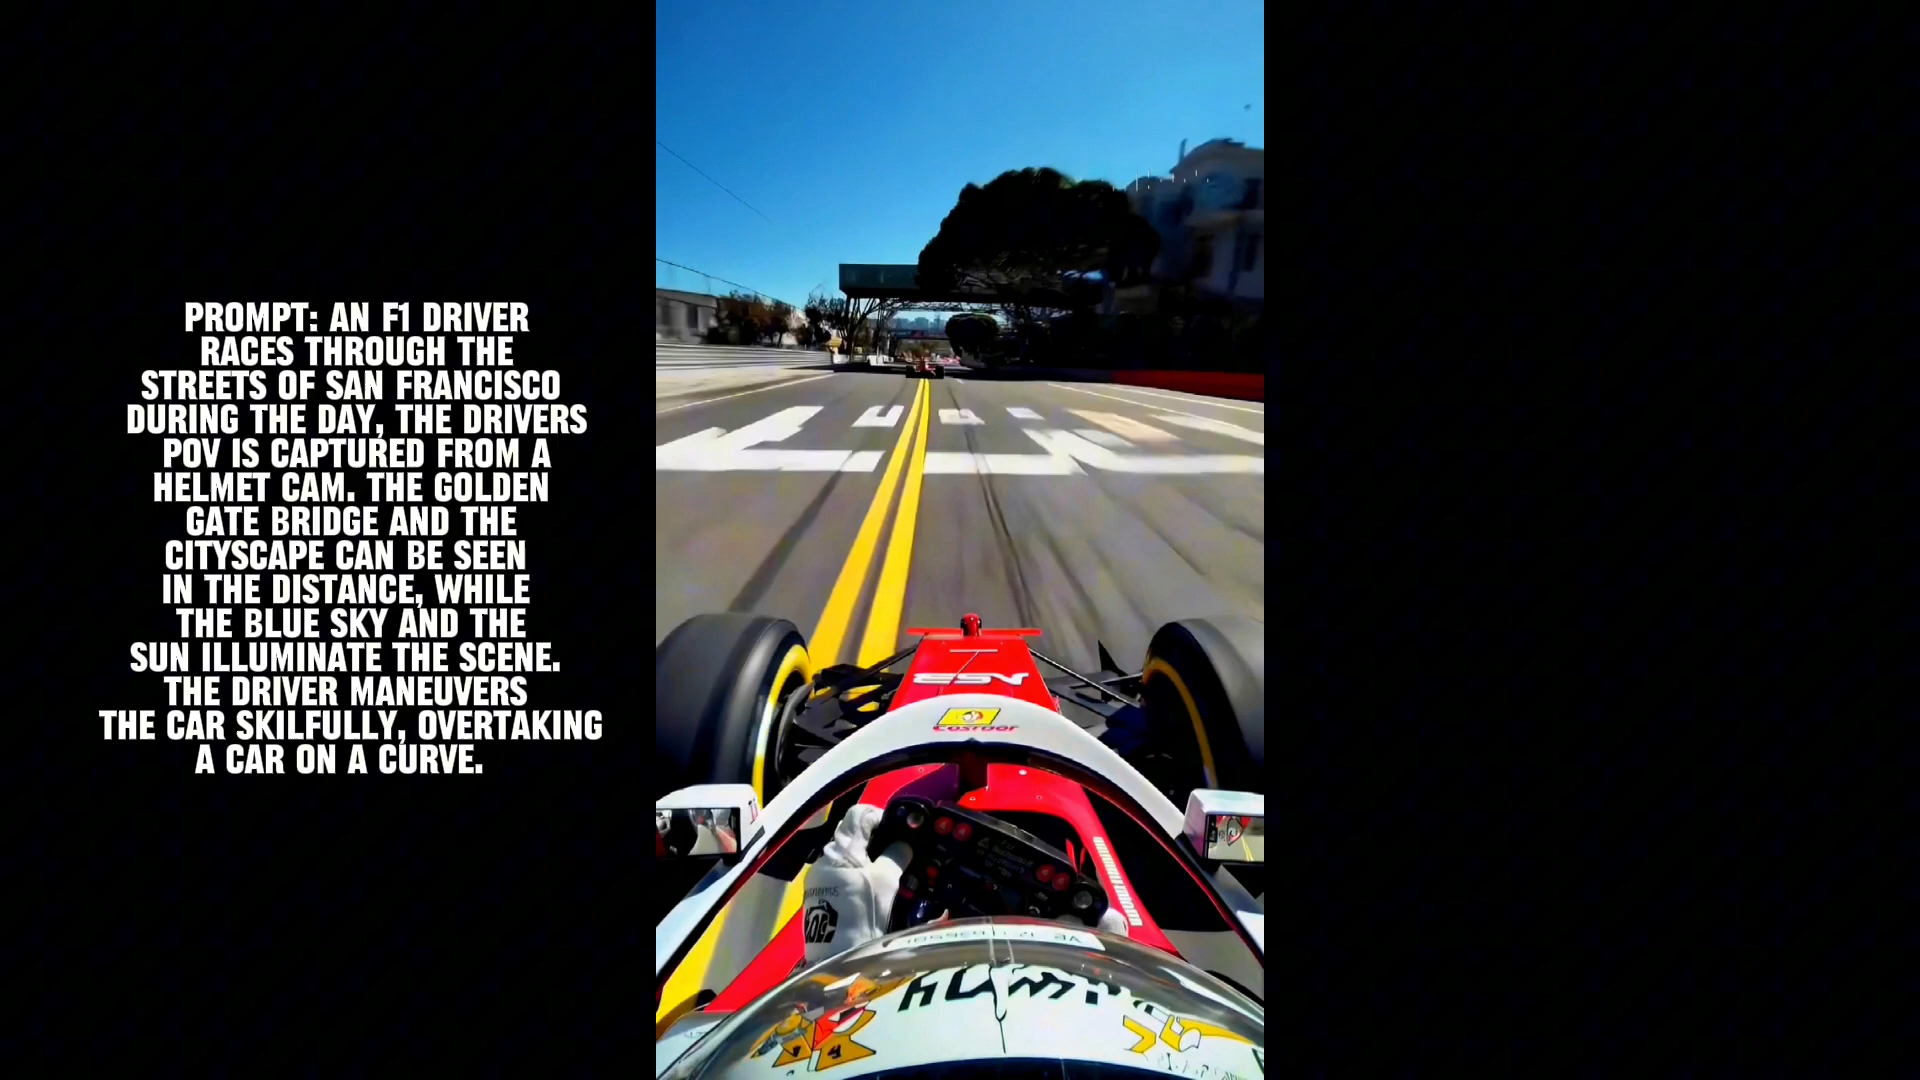 PROMPT: AN F1 DRIVER
RACES THROUGH THE
STREETS OF SAN FRANCISCO
DURING THE DAY, THE DRIVERS
POV IS CAPTURED FROM A
HELMET CAM. THE GOLDEN
GATE BRIDGE AND THE
CITYSCAPE CAN BE SEEN
IN THE DISTANCE, WHILE
THE BLUE SKY AND THE
SUN ILLUMINATE THE SCENE.
THE DRIVER MANEUVERS
THE CAR SKILFULLY, OVERTAKING
A CAR ON A CURVE.